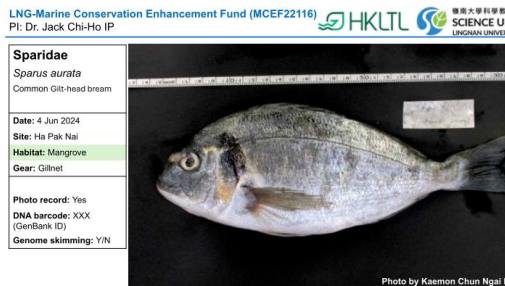 LNG-Marine Conservation Enhancement Fund (MCEF22116)
PI: Dr. Jack Chi-Ho IP
HKLTL
嶺南大學科學教
SCIENCE U
LINGNAN UNIVER
Sparidae
Sparus aurata
Common Gilt-head bream
Date: 4 Jun 2024
Site: Ha Pak Nai
Habitat: Mangrove
Gear: Gillnet
Photo record: Yes
DNA barcode: XXX
(GenBank ID)
Genome skimming: Y/N
Photo by Kaemon Chun Ngai